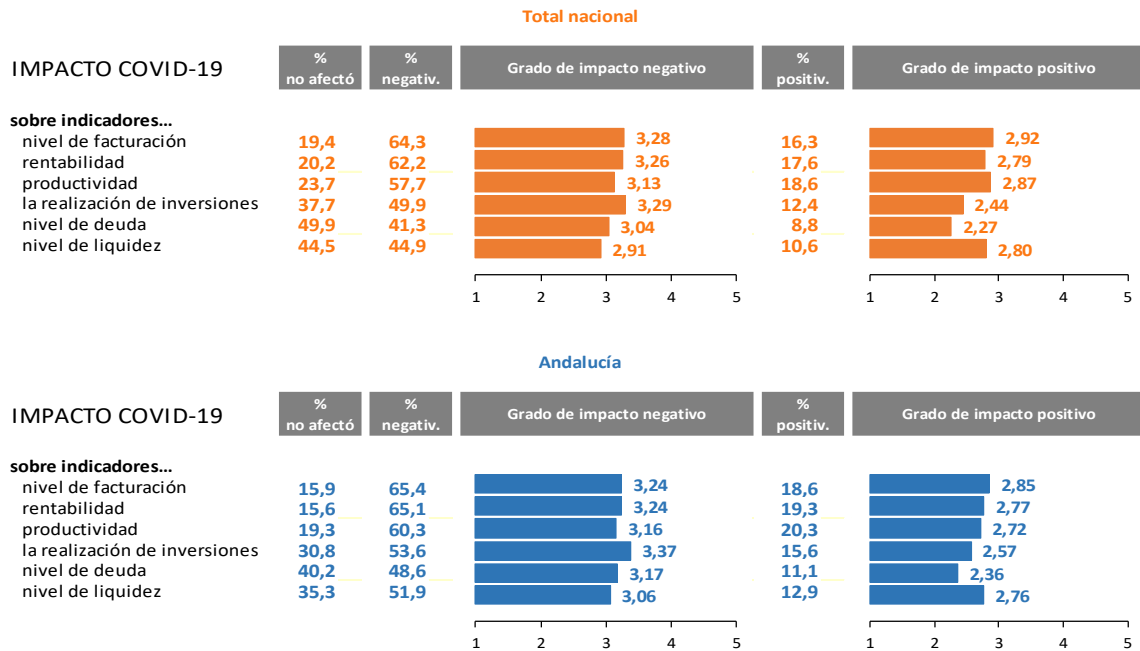 Total nacional
IMPACTO COVID-19 % no afectó % negativ. Grado de impacto negativo % positiv. Grado de impacto positivo
sobre indicadores...
nivel de facturación 19,4 64,3 3,28 16,3 2,92
rentabilidad 20,2 62,2 3,26 17,6 2,79
productividad 23,7 57,7 3,13 18,6 2,87
la realización de inversiones 37,7 49,9 3,29 12,4 2,44
nivel de deuda 49,9 41,3 3,04 8,8 2,27
nivel de liquidez 44,5 44,9 2,91 10,6 2,80
1 2 3 4 5 1 2 3 4 5
Andalucía
IMPACTO COVID-19 % no afectó % negativ. Grado de impacto negativo % positiv. Grado de impacto positivo
sobre indicadores...
nivel de facturación 15,9 65,4 3,24 18,6 2,85
rentabilidad 15,6 65,1 3,24 19,3 2,77
productividad 19,3 60,3 3,16 20,3 2,72
la realización de inversiones 30,8 53,6 3,37 15,6 2,57
nivel de deuda 40,2 48,6 3,17 11,1 2,36
nivel de liquidez 35,3 51,9 3,06 12,9 2,76
1 2 3 4 5 1 2 3 4 5